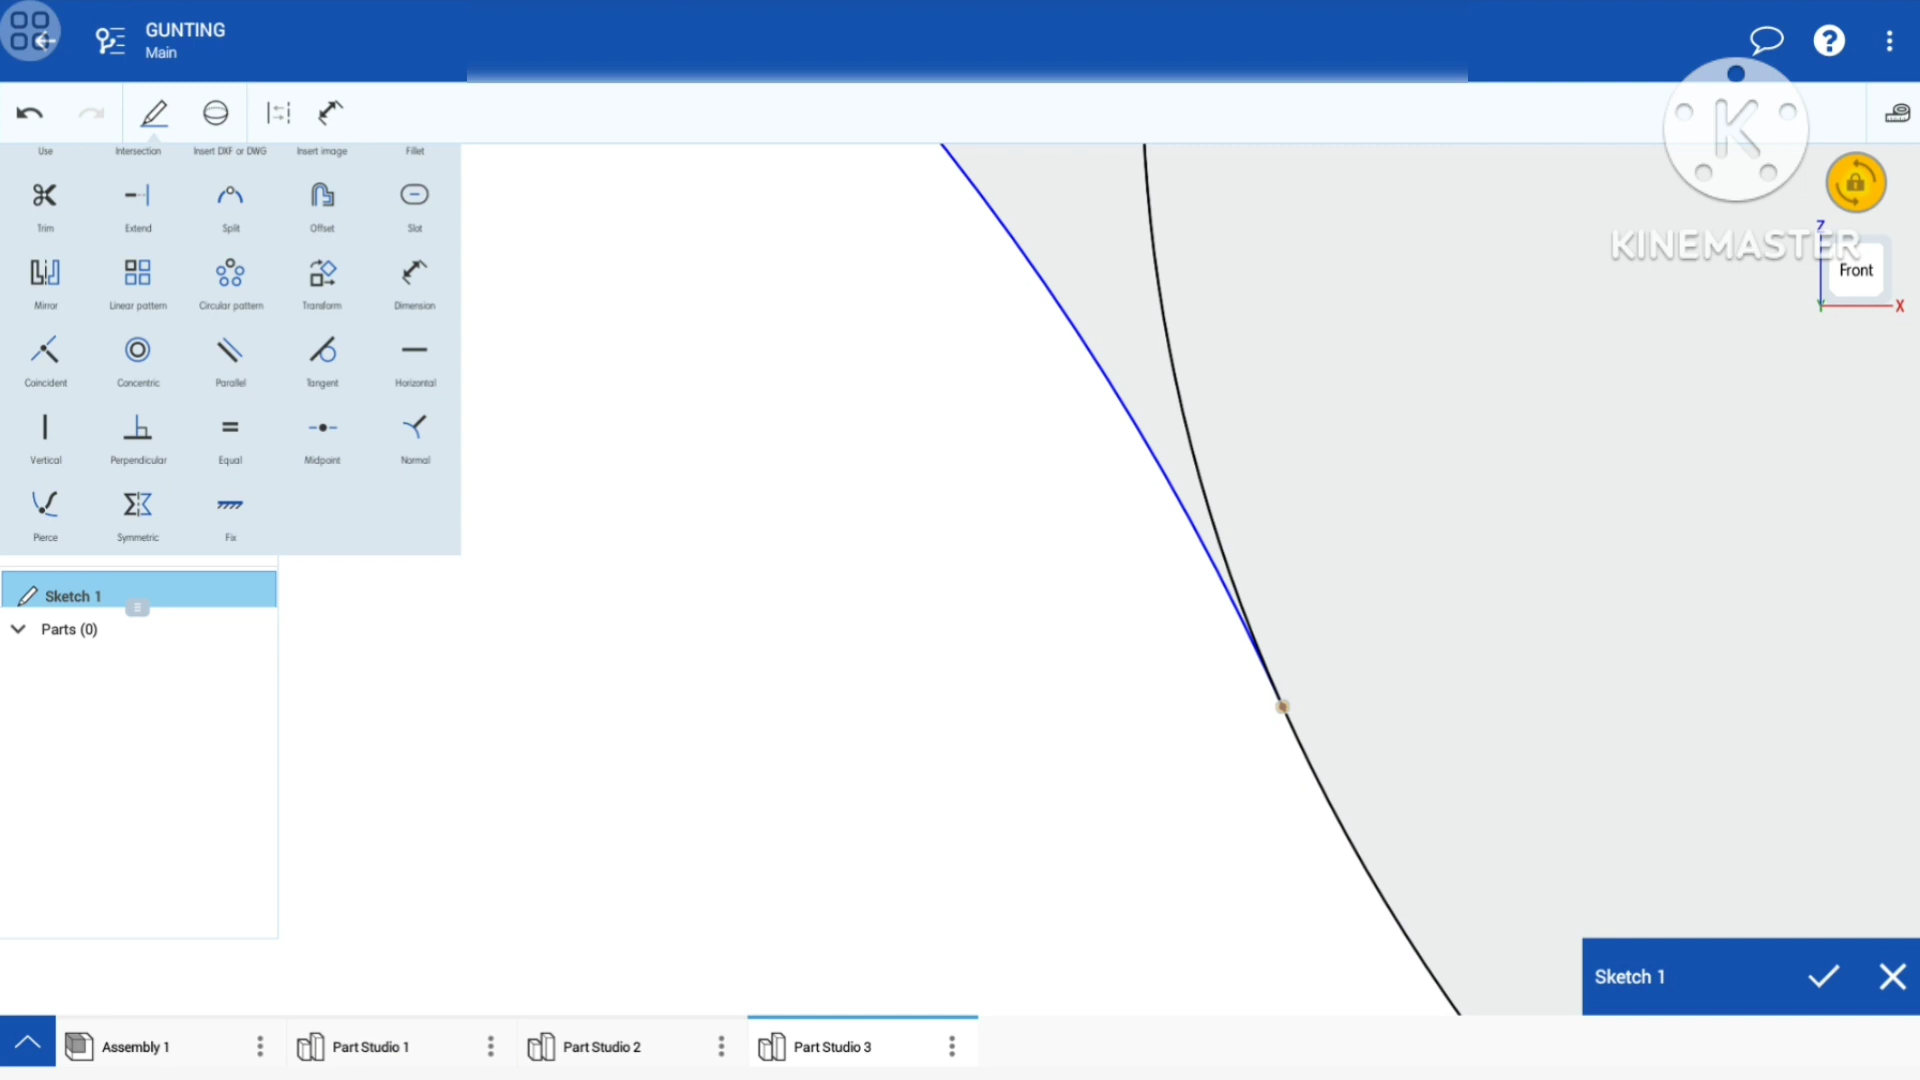 GUNTING
Main
Use
Intersection
Insert DXF or DWG
Insert image
Fillet
Trim
Extend
Split
Offset
Slot
Mirror
Linear pattern
Circular pattern
Transform
Dimension
Coincident
Concentric
Parallel
Tangent
Horizontal
Vertical
Perpendicular
Equal
Midpoint
Normal
Pierce
Symmetric
Fix
Sketch 1
Parts (0)
K
KINEMASTER
Z
Front
Y
X
Sketch 1
Assembly 1
Part Studio 1
Part Studio 2
Part Studio 3